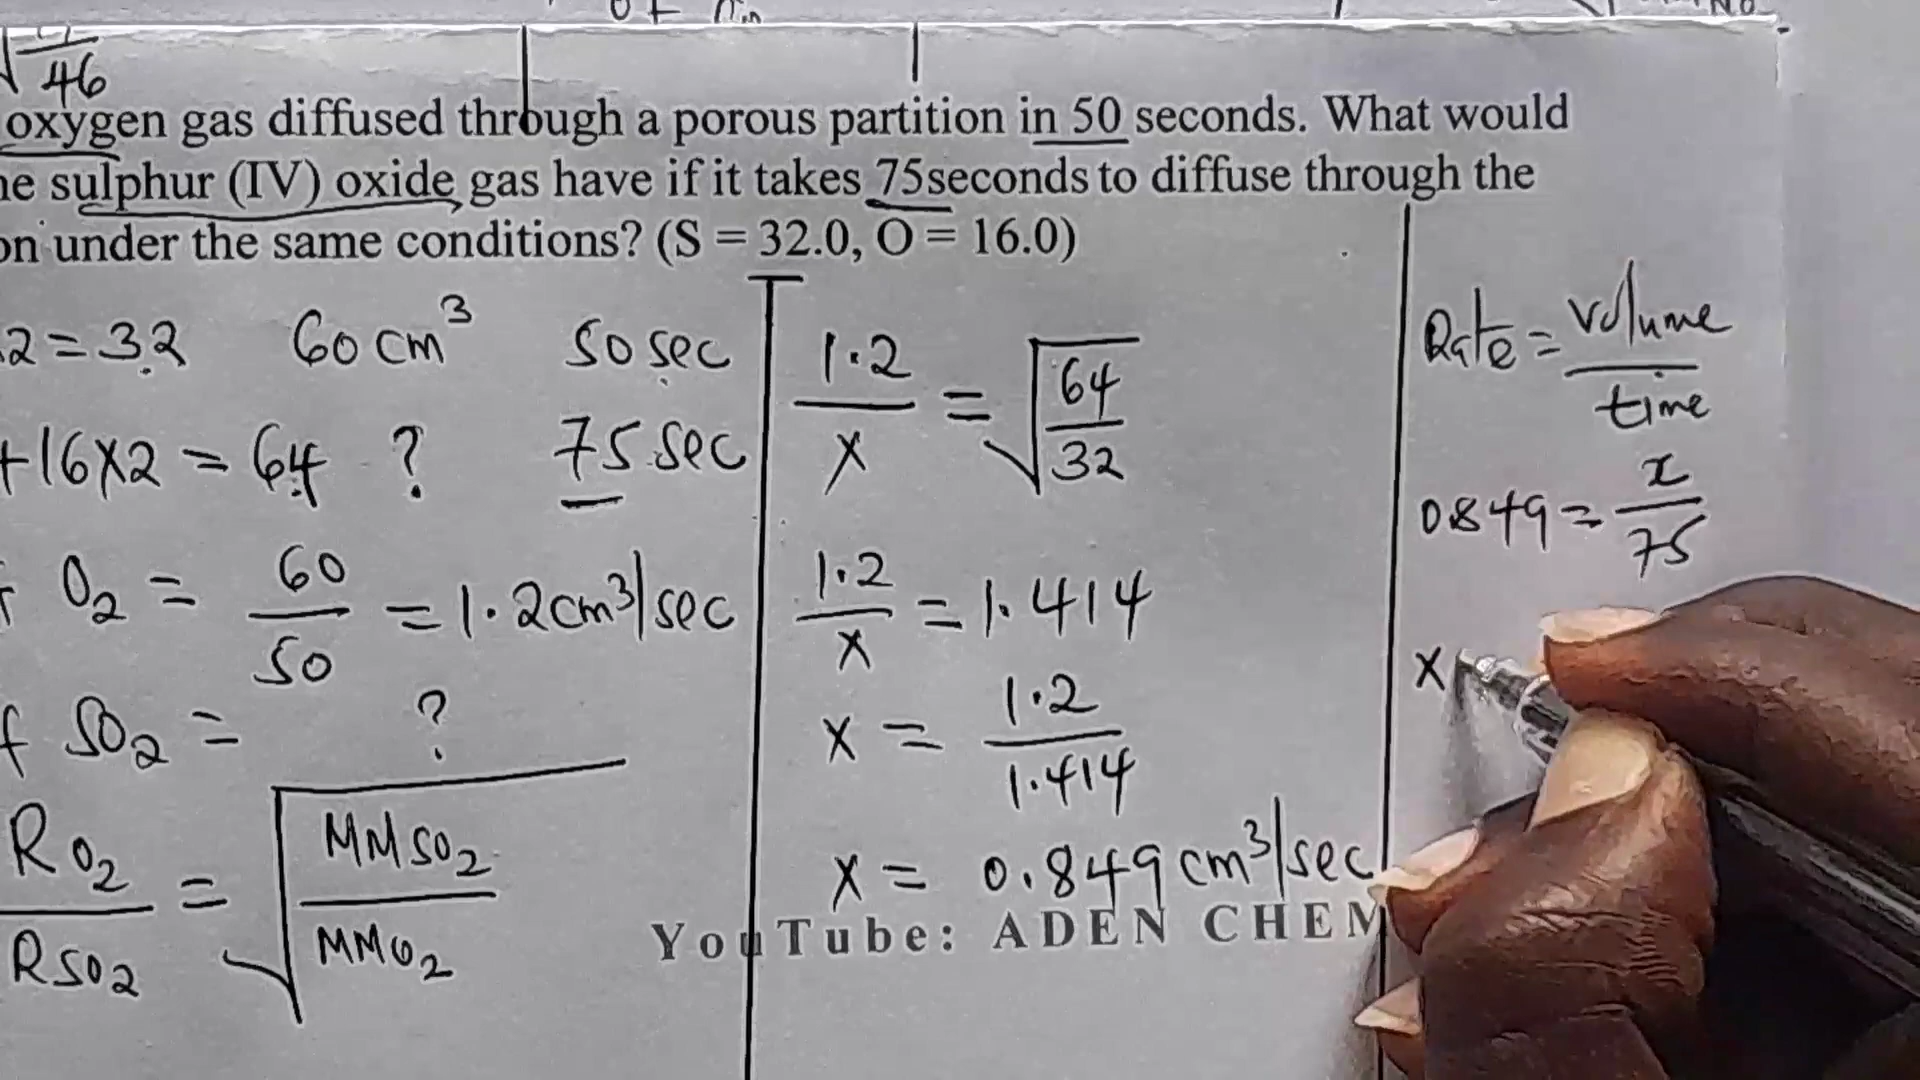 √ 46
oxygen gas diffused through a porous partition in 50 seconds. What would
sulphur (IV) oxide gas have if it takes 75seconds to diffuse through the
under the same conditions? (S = 32.0, O = 16.0)
2 = 32 60 cm³ 50 sec
+16X2 = 64 ? 75 sec
O₂ = 60/50 = 1.2cm³/sec
SO₂ = ?
RO₂/RSO₂ = √(MMSO₂/MMO₂)
1.2/X = √(64/32)
1.2/X = 1.414
X = 1.2/1.414
X = 0.849 cm³/sec
Rate = volume/time
0.849 = x/75
X
YouTube: ADEN CHEM